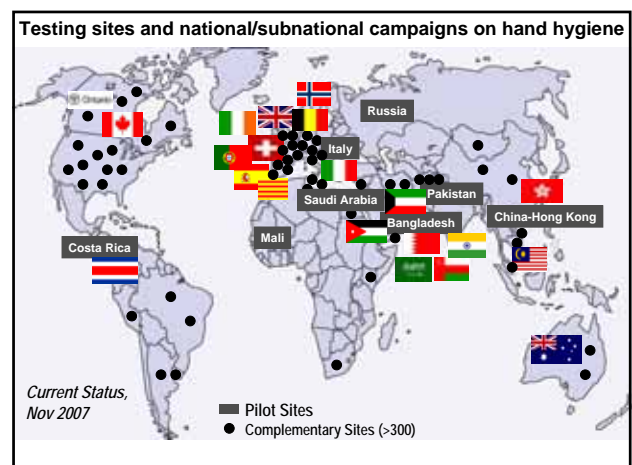 Testing sites and national/subnational campaigns on hand hygiene
Ontario
Russia
Italy
Saudi Arabia
Pakistan
Bangladesh
China-Hong Kong
Mali
Costa Rica
Current Status,
Nov 2007
Pilot Sites
Complementary Sites (>300)